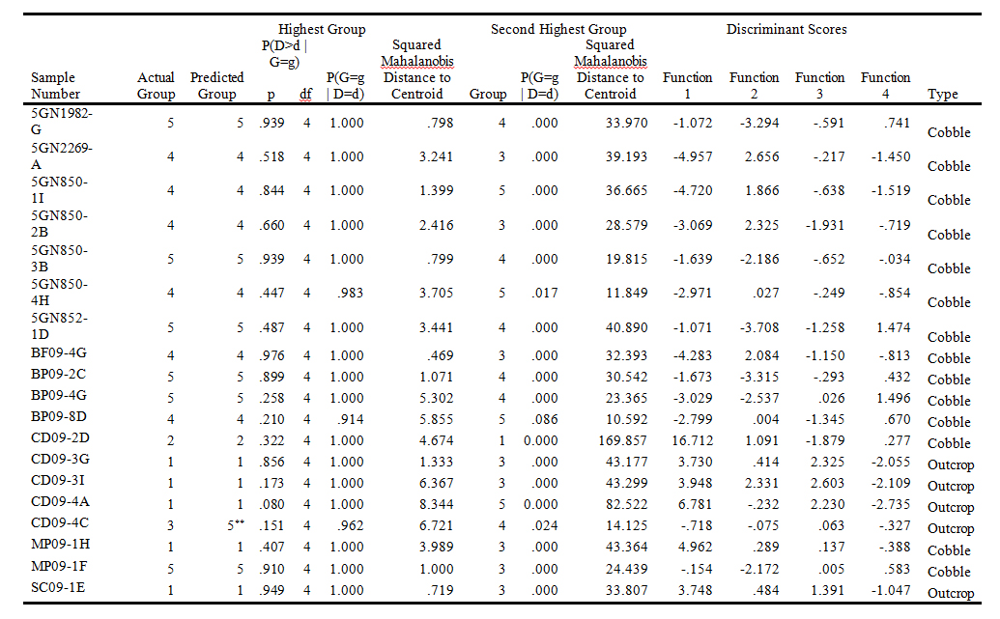 Highest Group Second Highest Group Discriminant Scores
P(D>d | Squared Squared
G=g) Mahalanobis Mahalanobis
Sample Actual Predicted P(G=g Distance to P(G=g Distance to Function Function Function Function
Number Group Group p df | D=d) Centroid Group | D=d) Centroid 1 2 3 4 Type
5GN1982-
G 5 5 .939 4 1.000 .798 4 .000 33.970 -1.072 -3.294 -.591 .741 Cobble
5GN2269-
A 4 4 .518 4 1.000 3.241 3 .000 39.193 -4.957 2.656 -.217 -1.450 Cobble
5GN850-
1I 4 4 .844 4 1.000 1.399 5 .000 36.665 -4.720 1.866 -.638 -1.519 Cobble
5GN850-
2B 4 4 .660 4 1.000 2.416 3 .000 28.579 -3.069 2.325 -1.931 -.719 Cobble
5GN850-
3B 5 5 .939 4 1.000 .799 4 .000 19.815 -1.639 -2.186 -.652 -.034 Cobble
5GN850-
4H 4 4 .447 4 .983 3.705 5 .017 11.849 -2.971 .027 -.249 -.854 Cobble
5GN852-
1D 5 5 .487 4 1.000 3.441 4 .000 40.890 -1.071 -3.708 -1.258 1.474 Cobble
BF09-4G 4 4 .976 4 1.000 .469 3 .000 32.393 -4.283 2.084 -1.150 -.813 Cobble
BP09-2C 5 5 .899 4 1.000 1.071 4 .000 30.542 -1.673 -3.315 -.293 .432 Cobble
BP09-4G 5 5 .258 4 1.000 5.302 4 .000 23.365 -3.029 -2.537 .026 1.496 Cobble
BP09-8D 4 4 .210 4 .914 5.855 5 .086 10.592 -2.799 .004 -1.345 .670 Cobble
CD09-2D 2 2 .322 4 1.000 4.674 1 0.000 169.857 16.712 1.091 -1.879 .277 Cobble
CD09-3G 1 1 .856 4 1.000 1.333 3 .000 43.177 3.730 .414 2.325 -2.055 Outcrop
CD09-3I 1 1 .173 4 1.000 6.367 3 .000 43.299 3.948 2.331 2.603 -2.109 Outcrop
CD09-4A 1 1 .080 4 1.000 8.344 5 0.000 82.522 6.781 -.232 2.230 -2.735 Outcrop
CD09-4C 3 5** .151 4 .962 6.721 4 .024 14.125 -.718 -.075 .063 -.327 Outcrop
MP09-1H 1 1 .407 4 1.000 3.989 3 .000 43.364 4.962 .289 .137 -.388 Cobble
MP09-1F 5 5 .910 4 1.000 1.000 3 .000 24.439 -.154 -2.172 .005 .583 Cobble
SC09-1E 1 1 .949 4 1.000 .719 3 .000 33.807 3.748 .484 1.391 -1.047 Outcrop